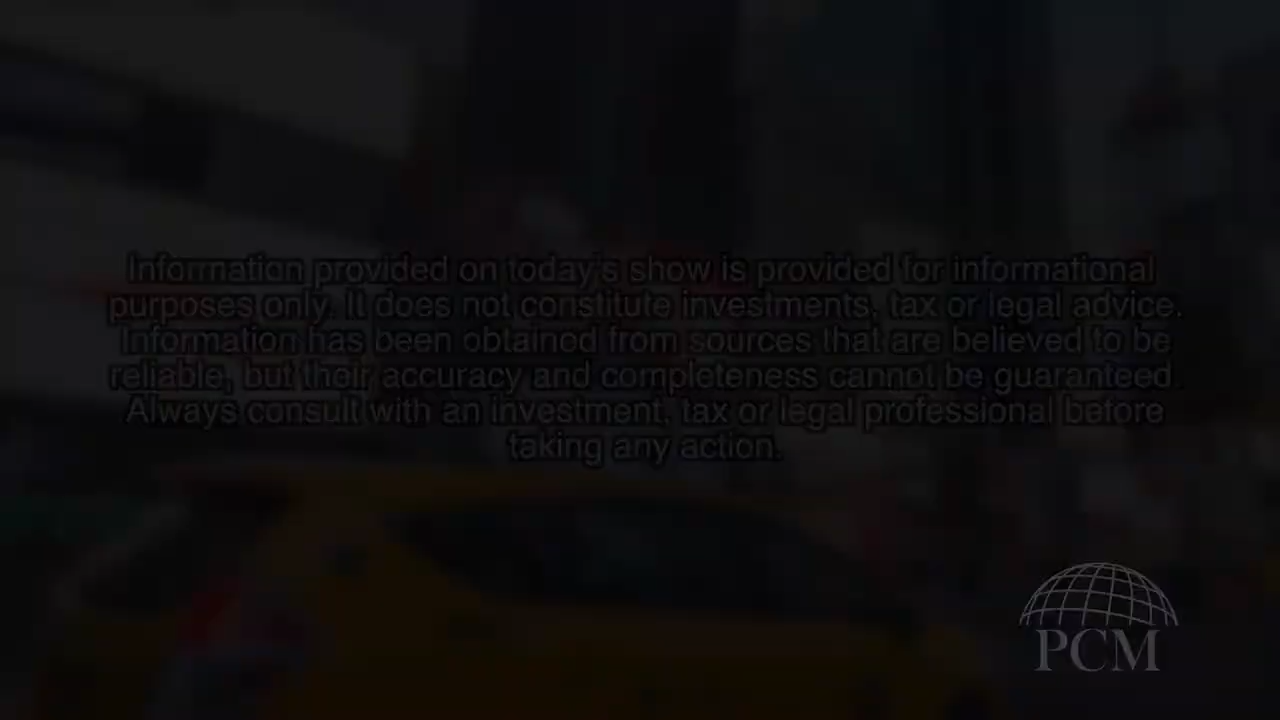 Information provided on today's show is provided for informational
purposes only. It does not constitute investments, tax or legal advice.
Information has been obtained from sources that are believed to be
reliable, but their accuracy and completeness cannot be guaranteed.
Always consult with an investment, tax or legal professional before
taking any action.
PCM